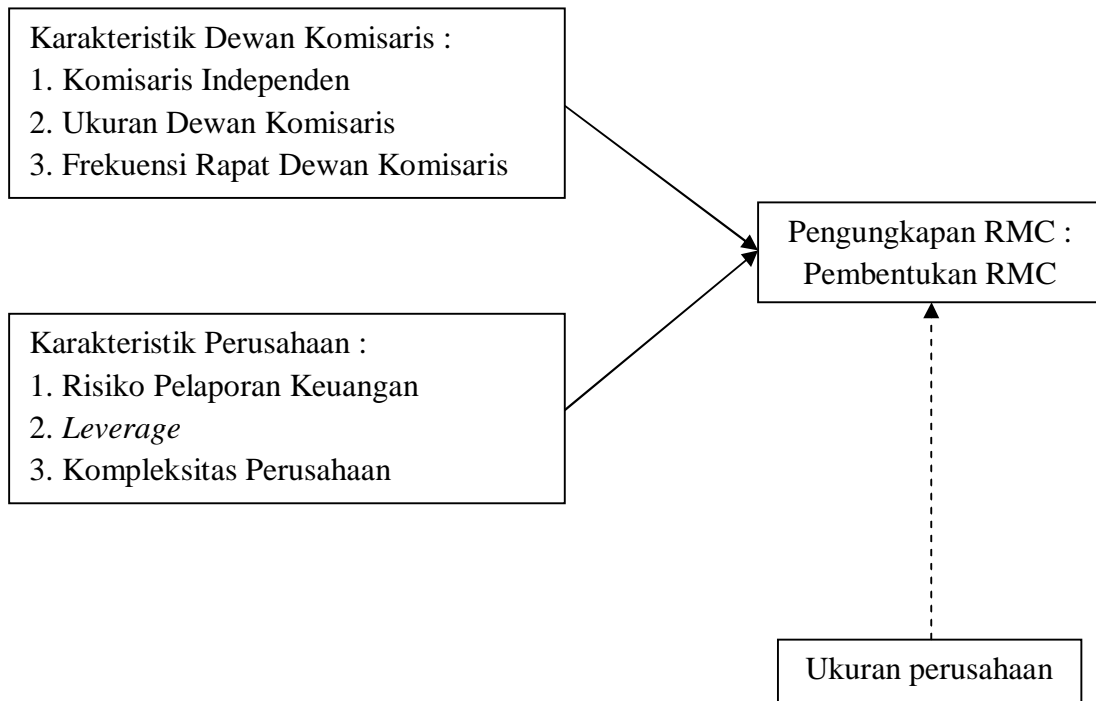 Karakteristik Dewan Komisaris :
1. Komisaris Independen
2. Ukuran Dewan Komisaris
3. Frekuensi Rapat Dewan Komisaris
Pengungkapan RMC :
Pembentukan RMC
Karakteristik Perusahaan :
1. Risiko Pelaporan Keuangan
2. Leverage
3. Kompleksitas Perusahaan
Ukuran perusahaan